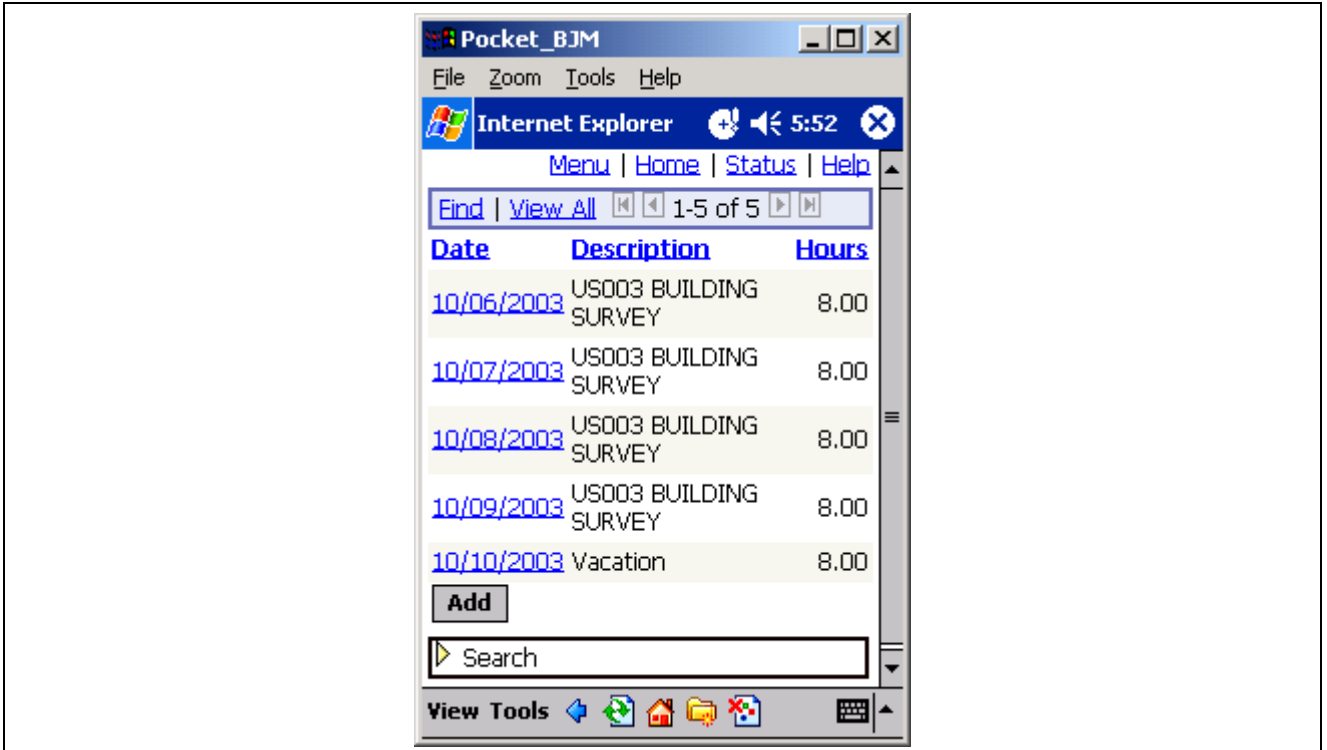 Pocket_BJM
File Zoom Tools Help
Internet Explorer 5:52
Menu | Home | Status | Help
Find | View All 1-5 of 5
Date Description Hours
10/06/2003 US003 BUILDING SURVEY 8.00
10/07/2003 US003 BUILDING SURVEY 8.00
10/08/2003 US003 BUILDING SURVEY 8.00
10/09/2003 US003 BUILDING SURVEY 8.00
10/10/2003 Vacation 8.00
Add
Search
View Tools